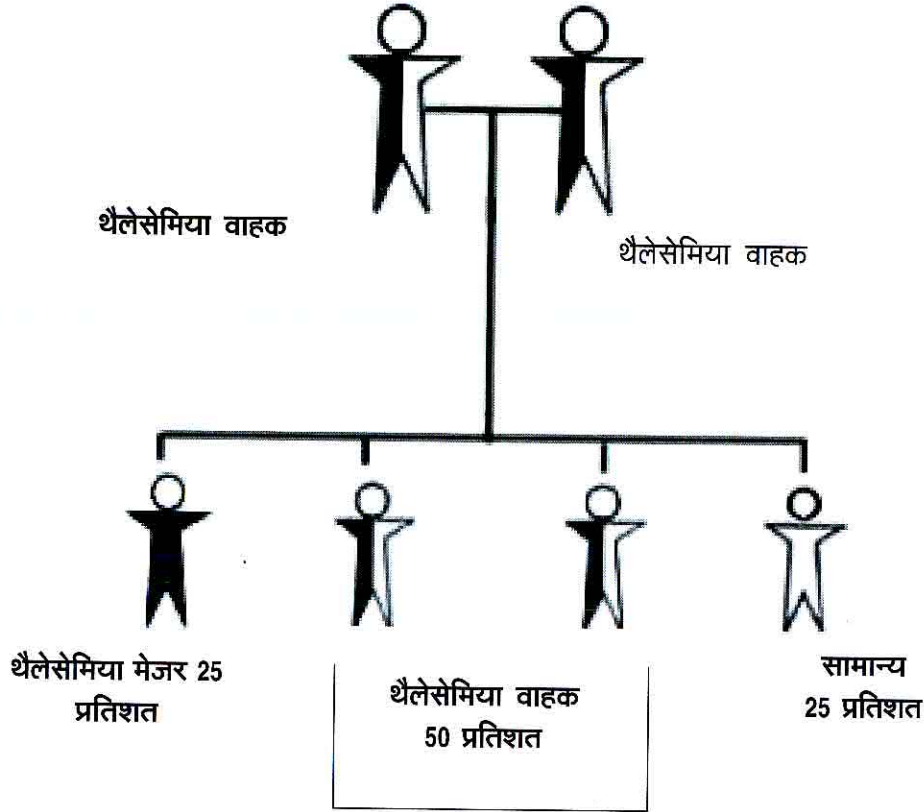 थैलेसेमिया वाहक
थैलेसेमिया वाहक
थैलेसेमिया मेजर 25
प्रतिशत
थैलेसेमिया वाहक
50 प्रतिशत
सामान्य
25 प्रतिशत